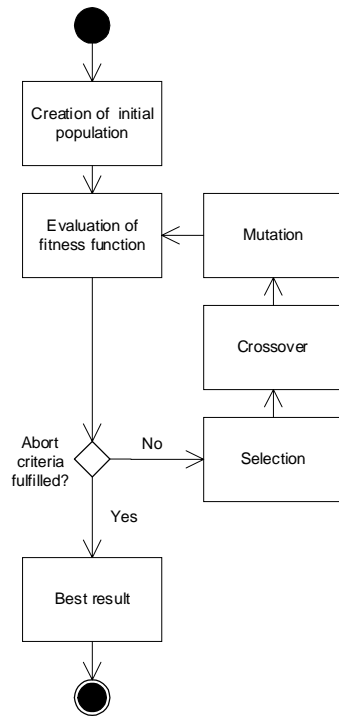 Creation of initial
population
Evaluation of
fitness function
Mutation
Crossover
Abort
criteria
fulfilled?
No
Selection
Yes
Best result